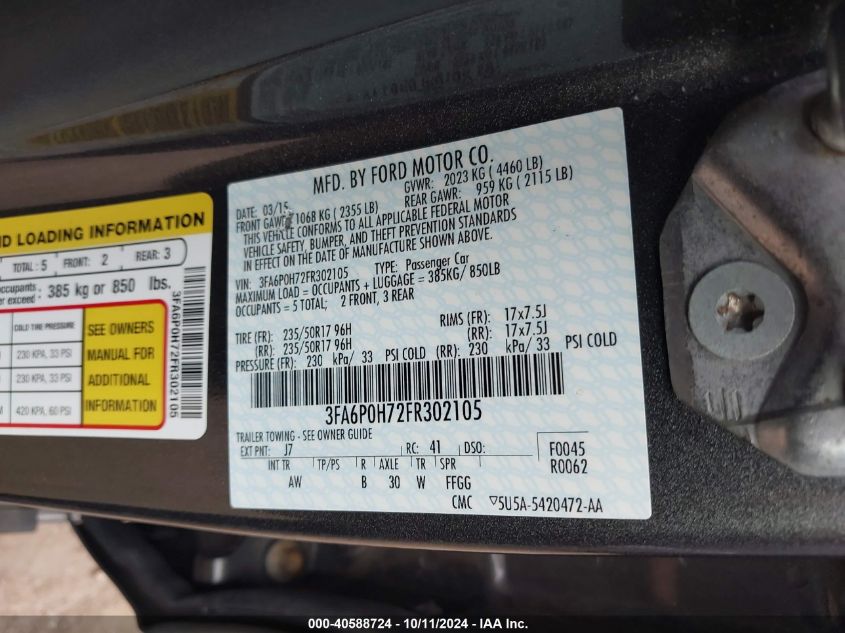 MFD. BY FORD MOTOR CO.
DATE: 03/15 GVWR: 2023 KG ( 4460 LB)
FRONT GAWR: 1068 KG ( 2355 LB) REAR GAWR: 959 KG ( 2115 LB)
THIS VEHICLE CONFORMS TO ALL APPLICABLE FEDERAL MOTOR
VEHICLE SAFETY, BUMPER, AND THEFT PREVENTION STANDARDS
IN EFFECT ON THE DATE OF MANUFACTURE SHOWN ABOVE.
VIN: 3FA6P0H72FR302105 TYPE: Passenger Car
MAXIMUM LOAD = OCCUPANTS + LUGGAGE = 385KG/ 850LB
OCCUPANTS = 5 TOTAL; 2 FRONT, 3 REAR
TIRE (FR): 235/50R17 96H RIMS (FR): 17x7.5J
(RR): 235/50R17 96H (RR): 17x7.5J
PRESSURE (FR): 230 kPa/ 33 PSI COLD (RR): 230 kPa/ 33 PSI COLD
3FA6P0H72FR302105
TRAILER TOWING - SEE OWNER GUIDE
EXT PNT: J7 RC: 41 DSO: F0045
INT TR TP/PS R AXLE TR SPR R0062
AW B 30 W FFGG
CMC ▽5U5A-5420472-AA
ND LOADING INFORMATION
TOTAL: 5 FRONT: 2 REAR: 3
385 kg or 850 lbs.
COLD TIRE PRESSURE
230 KPA, 33 PSI
230 KPA, 33 PSI
420 KPA, 60 PSI
SEE OWNERS
MANUAL FOR
ADDITIONAL
INFORMATION
3FA6P0H72FR302105
000-40588724 - 10/11/2024 - IAA Inc.